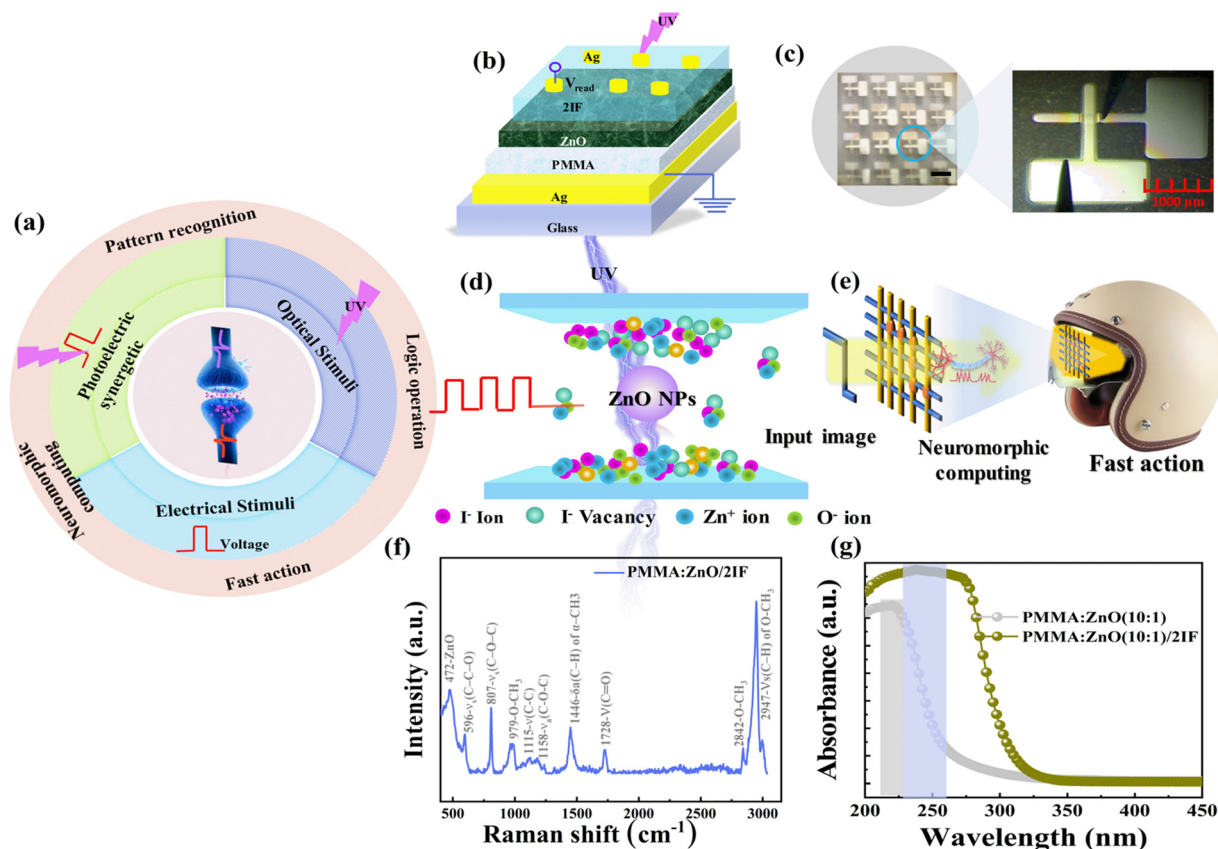 (a)
Pattern recognition
Optical Stimuli
UV
Logic operation
Photoelectric
synergetic
Neuromorphic
computing
Electrical Stimuli
Voltage
Fast action
(b)
UV
Ag
Vread
2IF
ZnO
PMMA
Ag
Glass
(c)
1000 µm
(d)
UV
ZnO NPs
I- Ion
I- Vacancy
Zn+ ion
O- ion
(e)
Input image
Neuromorphic
computing
Fast action
(f)
PMMA:ZnO/2IF
Intensity (a.u.)
472-ZnO
596-νs(C–C–O)
807-νs(C–O–C)
979-O-CH3
1115-ν(C-C)
1158-νa(C-O-C)
1446-δa(C–H) of α–CH3
1728-V(C=O)
2842-O-CH3
2947-Vs(C-H) of O-CH3
500 1000 1500 2000 2500 3000
Raman shift (cm-1)
(g)
PMMA:ZnO(10:1)
PMMA:ZnO(10:1)/2IF
Absorbance (a.u.)
200 250 300 350 400 450
Wavelength (nm)